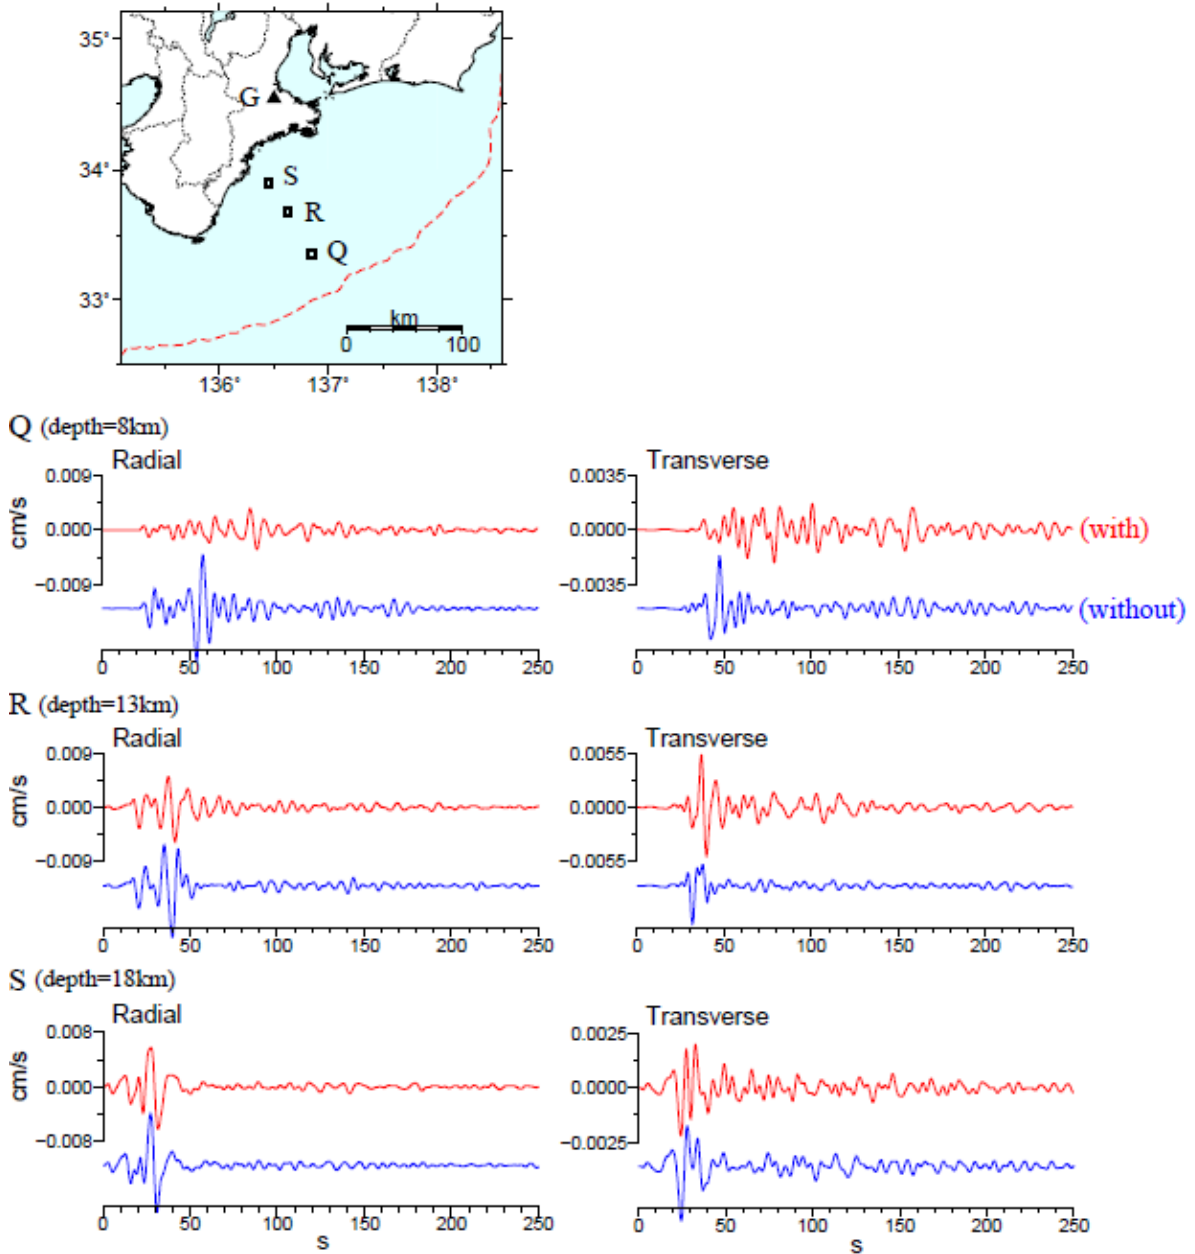 35°
G
34°
S
R
Q
33°
km
0 100
136° 137° 138°
Q (depth=8km)
Radial Transverse
0.009 0.0035
cm/s 0.000 0.0000 (with)
−0.009 −0.0035
(without)
0 50 100 150 200 250 0 50 100 150 200 250
R (depth=13km)
Radial Transverse
0.009 0.0055
cm/s 0.000 0.0000
−0.009 −0.0055
0 50 100 150 200 250 0 50 100 150 200 250
S (depth=18km)
Radial Transverse
0.008 0.0025
cm/s 0.000 0.0000
−0.008 −0.0025
0 50 100 150 200 250 0 50 100 150 200 250
s s